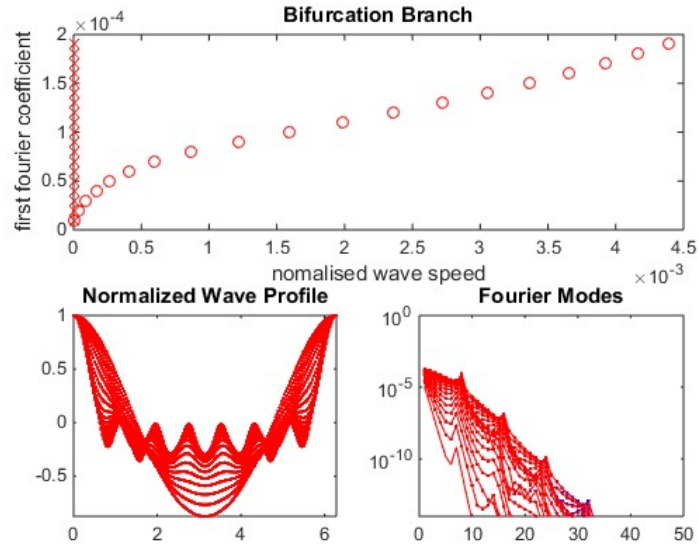 Bifurcation Branch
×10⁻⁴
first fourier coefficient
2
1.5
1
0.5
0
0 0.5 1 1.5 2 2.5 3 3.5 4 4.5
nomalised wave speed
×10⁻³
Normalized Wave Profile
1
0.5
0
-0.5
0 2 4 6
Fourier Modes
10⁰
10⁻⁵
10⁻¹⁰
0 10 20 30 40 50